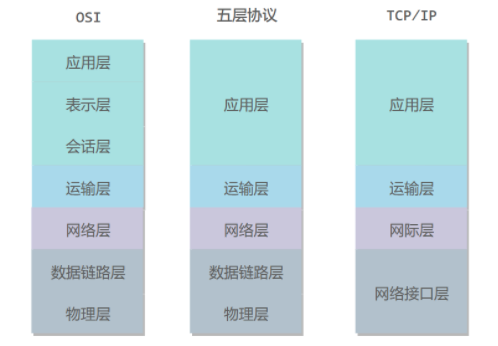 OSI
五层协议
TCP/IP
应用层
表示层
会话层
运输层
网络层
数据链路层
物理层
应用层
运输层
网络层
数据链路层
物理层
应用层
运输层
网际层
网络接口层